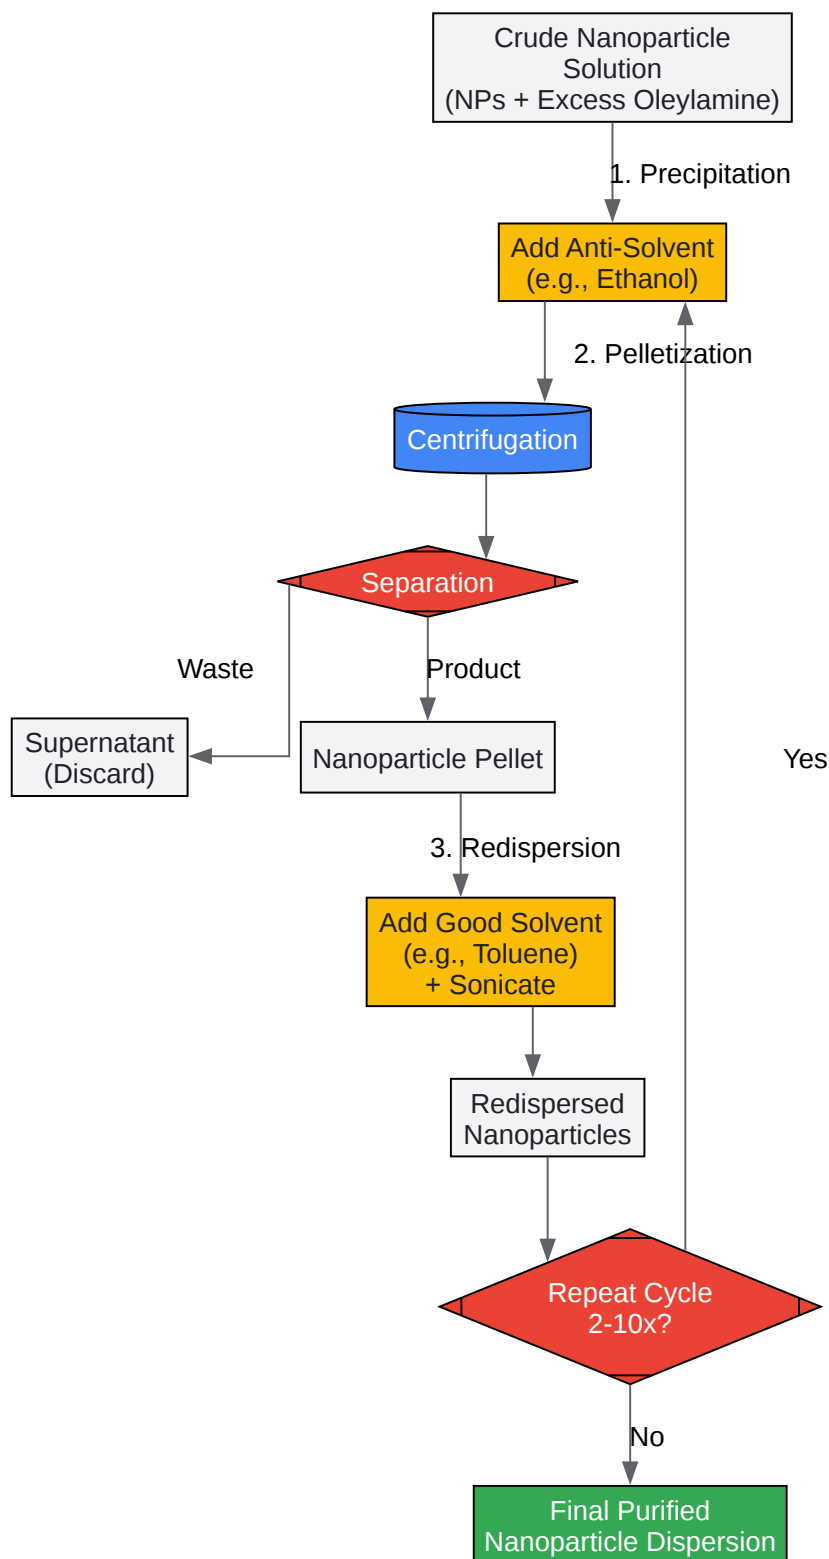 Crude Nanoparticle
Solution
(NPs + Excess Oleylamine)
1. Precipitation
Add Anti-Solvent
(e.g., Ethanol)
2. Pelletization
Centrifugation
Separation
Waste
Product
Supernatant
(Discard)
Nanoparticle Pellet
Yes
3. Redispersion
Add Good Solvent
(e.g., Toluene)
+ Sonicate
Redispersed
Nanoparticles
Repeat Cycle
2-10x?
No
Final Purified
Nanoparticle Dispersion